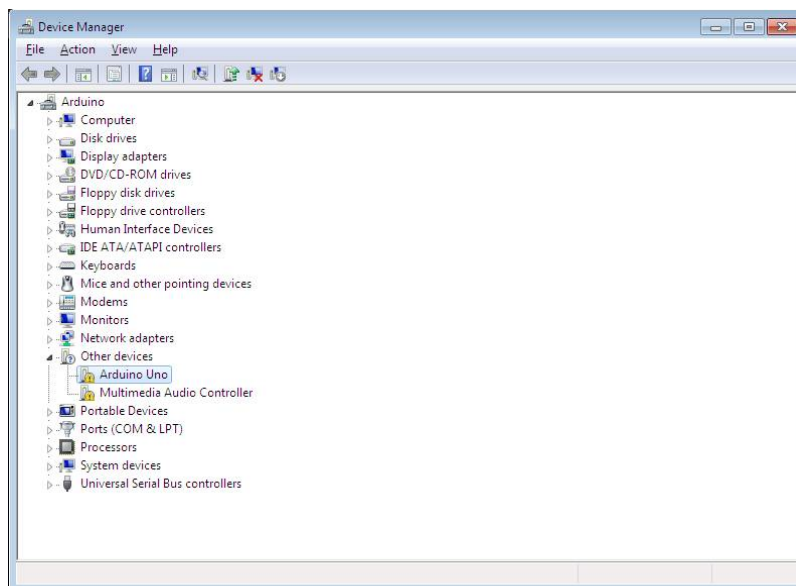 Device Manager
File Action View Help
Arduino
Computer
Disk drives
Display adapters
DVD/CD-ROM drives
Floppy disk drives
Floppy drive controllers
Human Interface Devices
IDE ATA/ATAPI controllers
Keyboards
Mice and other pointing devices
Modems
Monitors
Network adapters
Other devices
Arduino Uno
Multimedia Audio Controller
Portable Devices
Ports (COM & LPT)
Processors
System devices
Universal Serial Bus controllers